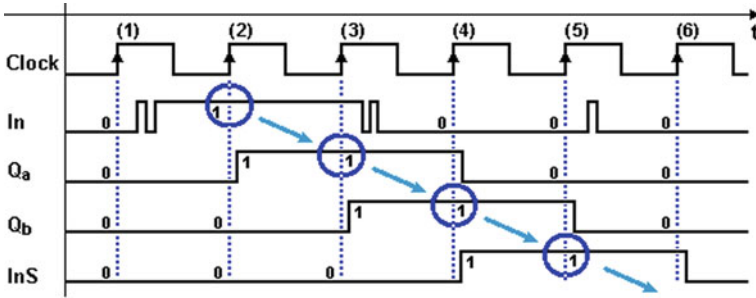 (1) (2) (3) (4) (5) (6) t
Clock
In 0 1 0 0 0
Qa 0 1 1 0 0
Qb 0 0 1 1 0
InS 0 0 0 1 1